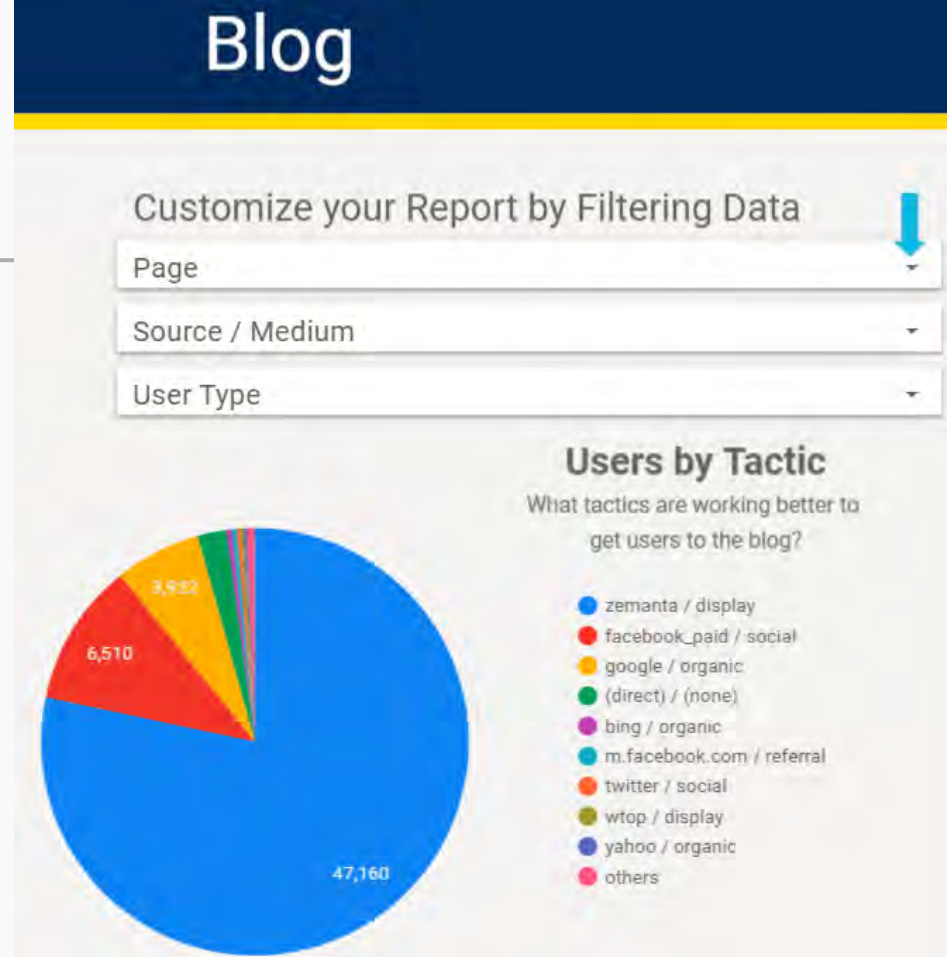 Blog
Customize your Report by Filtering Data
Page
Source / Medium
User Type
Users by Tactic
What tactics are working better to
get users to the blog?
zemanta / display
facebook_paid / social
google / organic
(direct) / (none)
bing / organic
m.facebook.com / referral
twitter / social
wtop / display
yahoo / organic
others
6,510
47,160